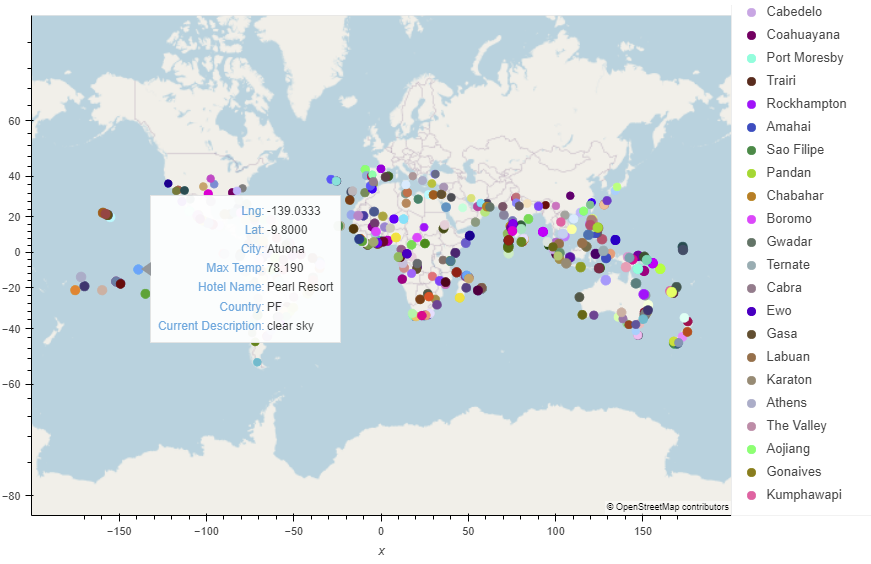 Cabedelo
Coahuayana
Port Moresby
Trairi
Rockhampton
Amahai
Sao Filipe
Pandan
Chabahar
Boromo
Gwadar
Ternate
Cabra
Ewo
Gasa
Labuan
Karaton
Athens
The Valley
Aojiang
Gonaives
Kumphawapi
60
40
20
0
−20
−40
−60
−80
Lng: -139.0333
Lat: -9.8000
City: Atuona
Max Temp: 78.190
Hotel Name: Pearl Resort
Country: PF
Current Description: clear sky
© OpenStreetMap contributors
−150
−100
−50
0
50
100
150
x